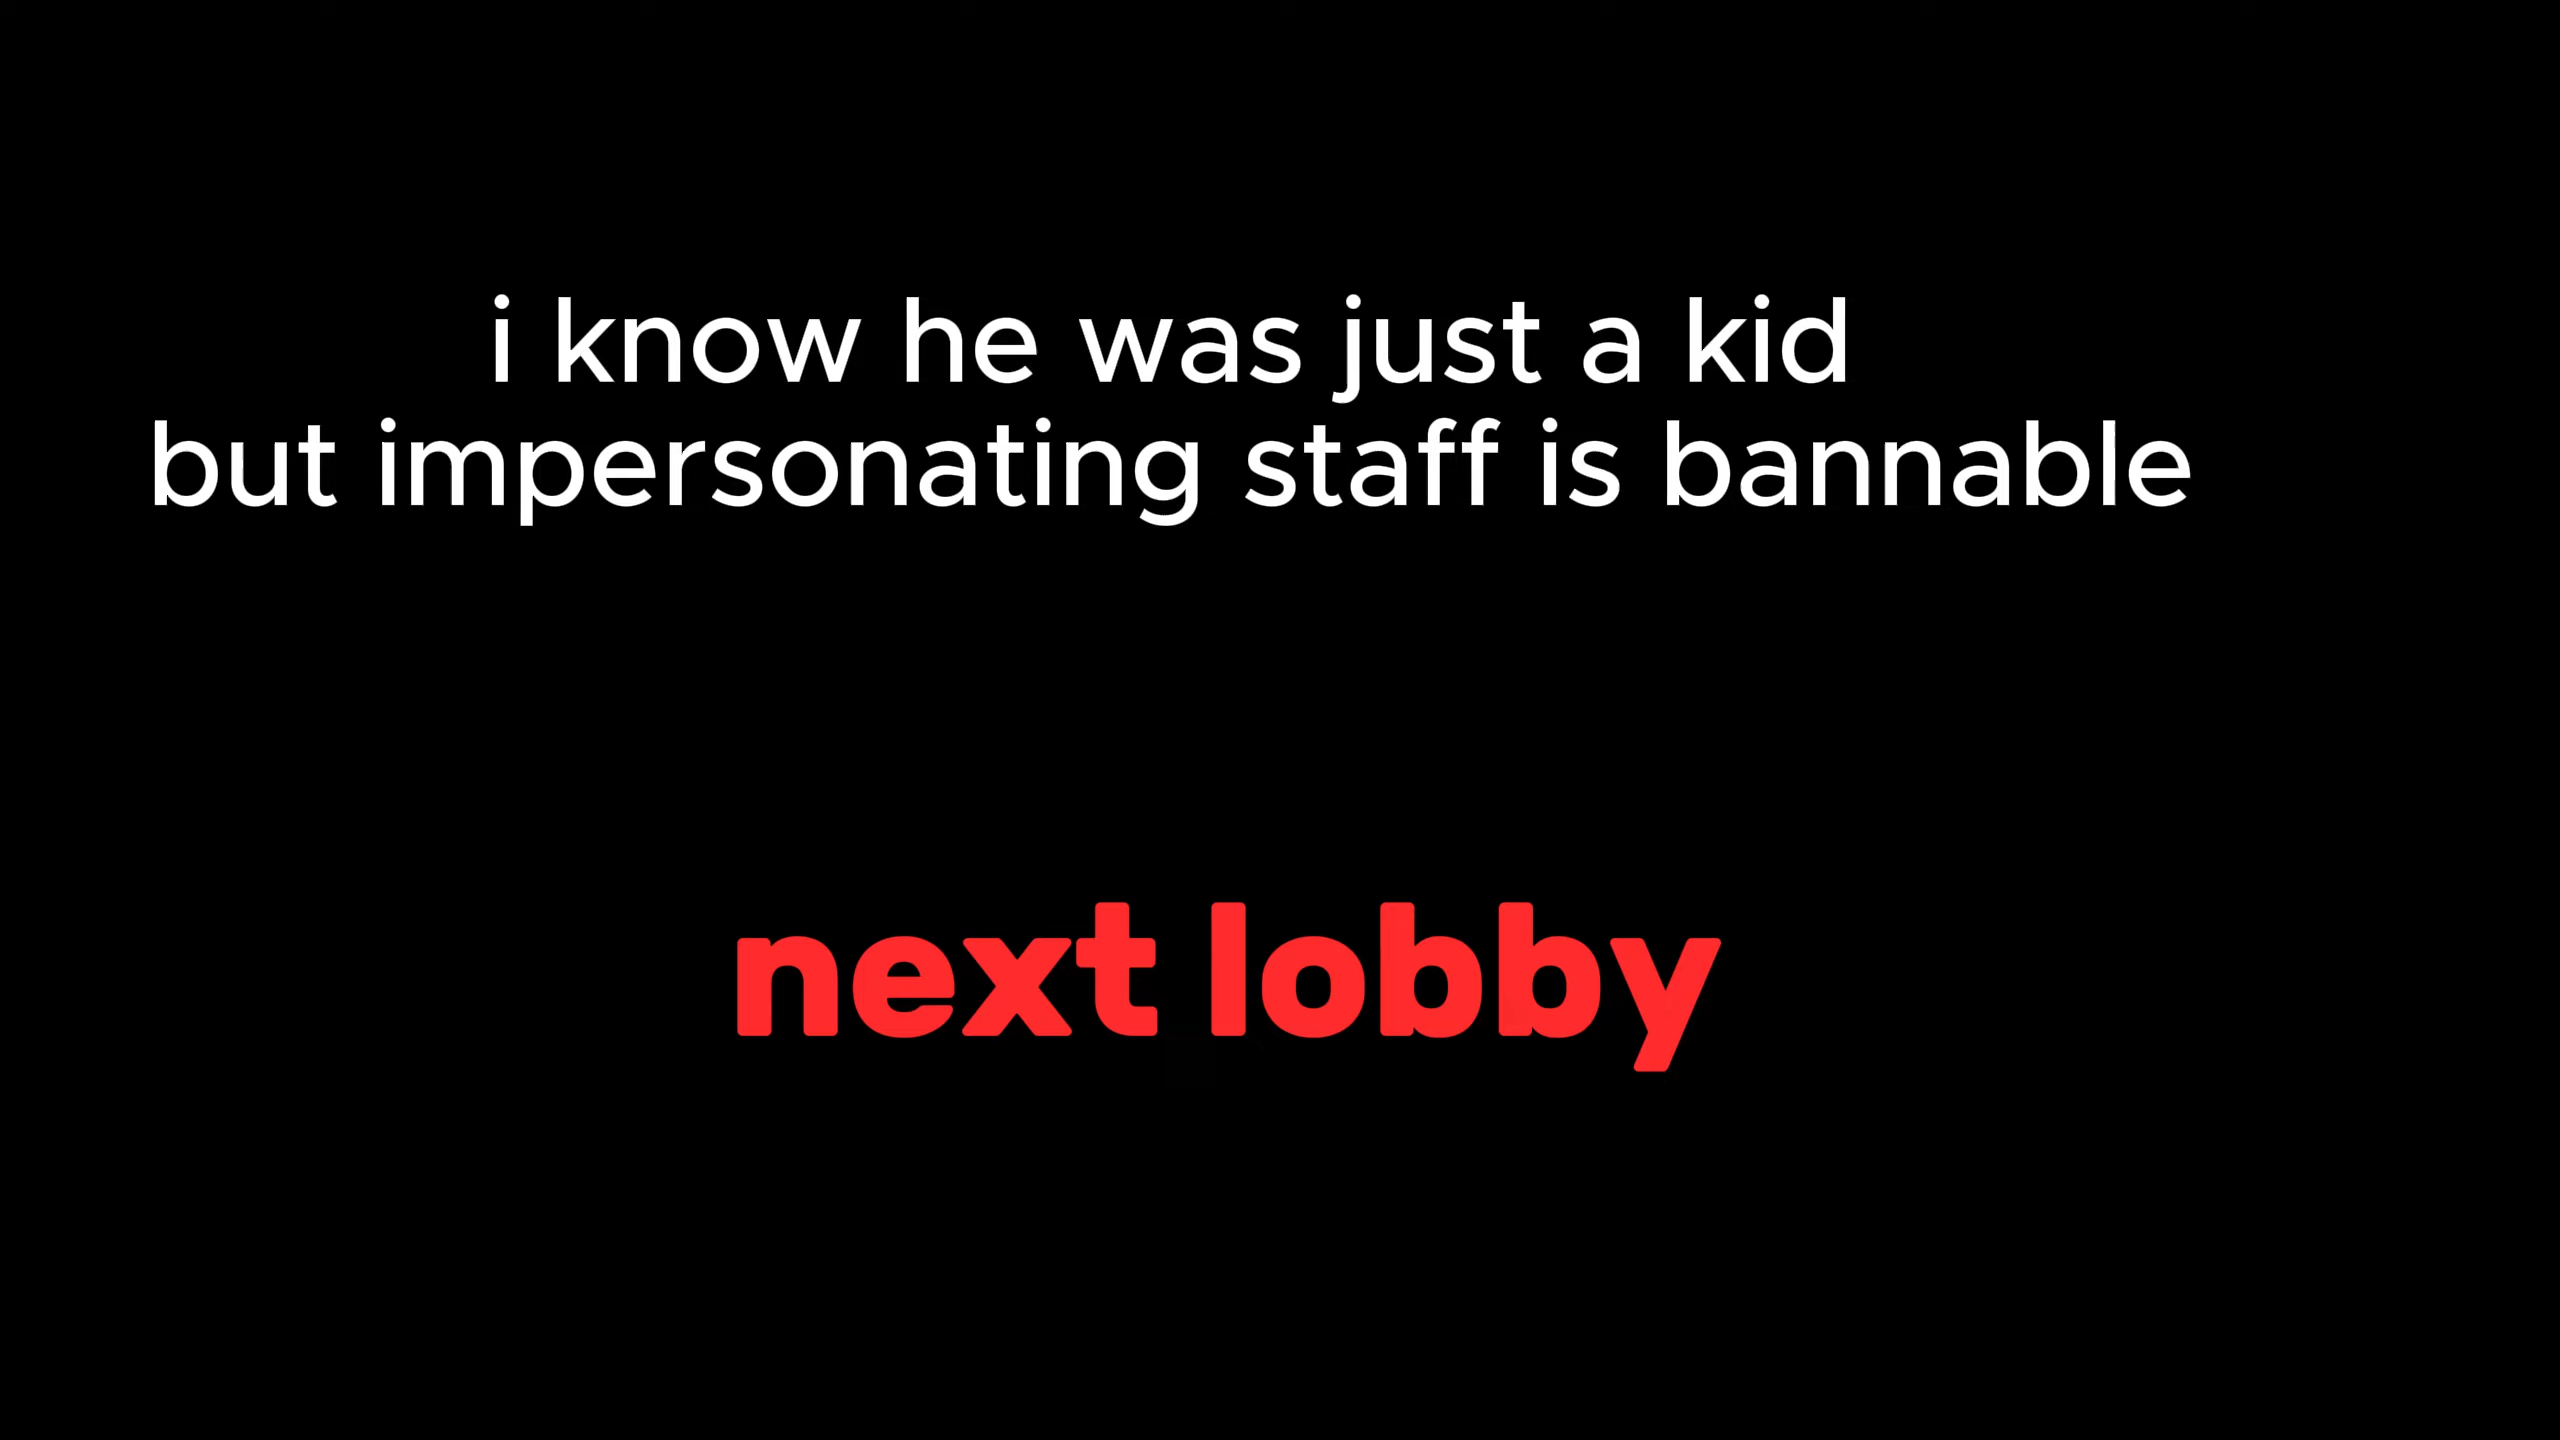 i know he was just a kid
but impersonating staff is bannable
next lobby